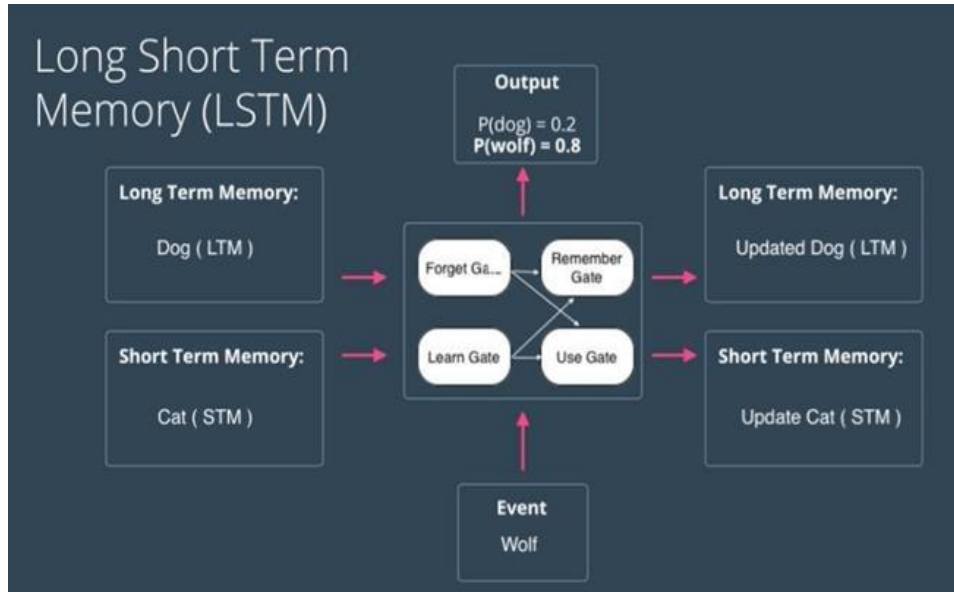 Long Short Term
Memory (LSTM)
Output
P(dog) = 0.2
P(wolf) = 0.8
Long Term Memory:
Dog ( LTM )
Short Term Memory:
Cat ( STM )
Forget Ga...
Remember
Gate
Learn Gate
Use Gate
Long Term Memory:
Updated Dog ( LTM )
Short Term Memory:
Update Cat ( STM )
Event
Wolf